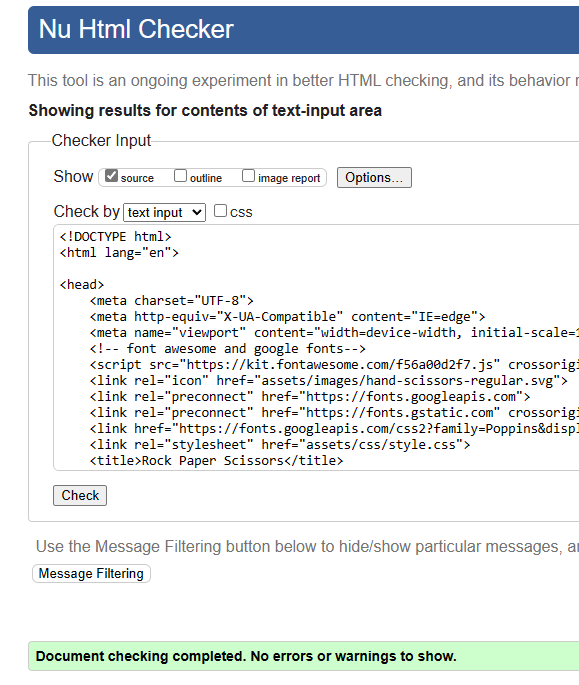 Nu Html Checker
This tool is an ongoing experiment in better HTML checking, and its behavior
Showing results for contents of text-input area
Checker Input
Show source outline image report Options...
Check by text input css
<!DOCTYPE html>
<html lang="en">
<head>
<meta charset="UTF-8">
<meta http-equiv="X-UA-Compatible" content="IE=edge">
<meta name="viewport" content="width=device-width, initial-scale=1
<!-- font awesome and google fonts-->
<script src="https://kit.fontawesome.com/f56a00d2f7.js" crossorigi
<link rel="icon" href="assets/images/hand-scissors-regular.svg">
<link rel="preconnect" href="https://fonts.googleapis.com">
<link rel="preconnect" href="https://fonts.gstatic.com" crossorigi
<link href="https://fonts.googleapis.com/css2?family=Poppins&displ
<link rel="stylesheet" href="assets/css/style.css">
<title>Rock Paper Scissors</title>
Check
Use the Message Filtering button below to hide/show particular messages, a
Message Filtering
Document checking completed. No errors or warnings to show.